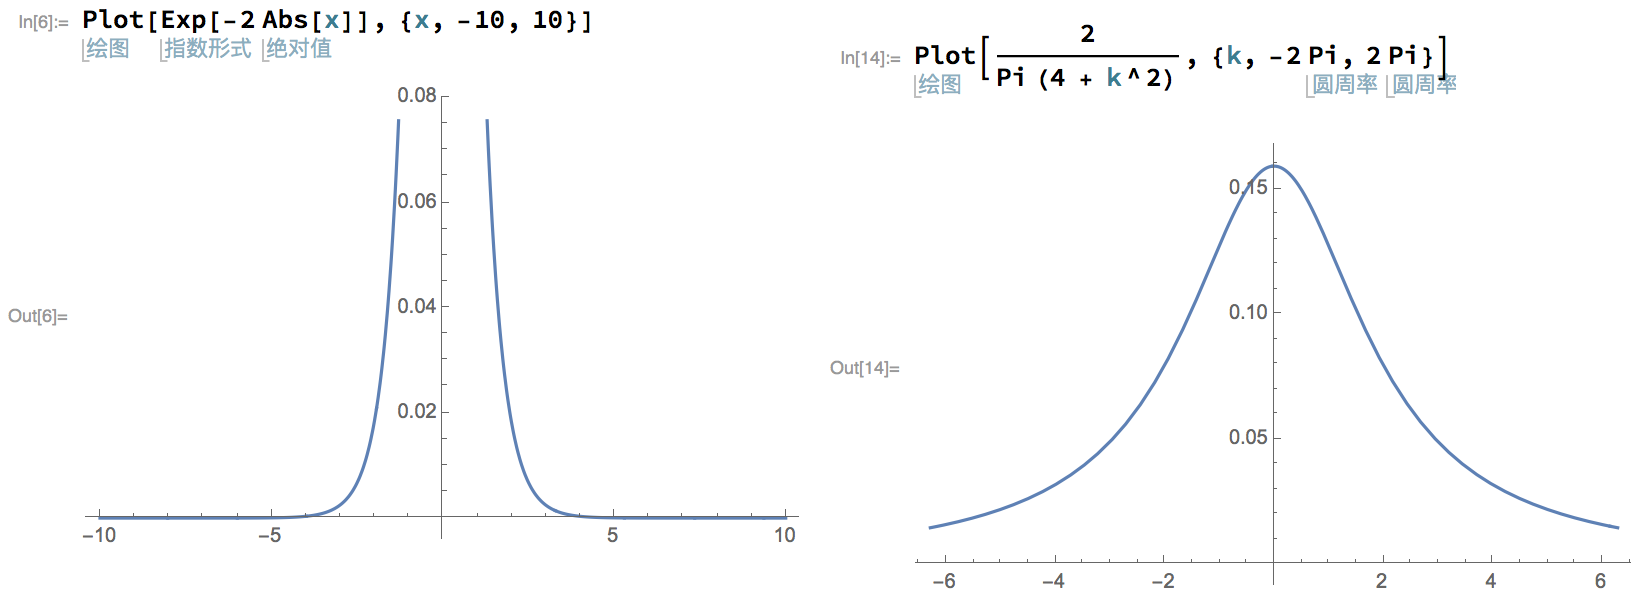 In[6]:= Plot[Exp[-2 Abs[x]], {x, -10, 10}]
绘图 指数形式 绝对值
0.08
0.06
0.04
0.02
Out[6]=
-10 -5 5 10
In[14]:= Plot[2/(Pi (4 + k^2)), {k, -2 Pi, 2 Pi}]
绘图 圆周率 圆周率
0.15
0.10
0.05
Out[14]=
-6 -4 -2 2 4 6